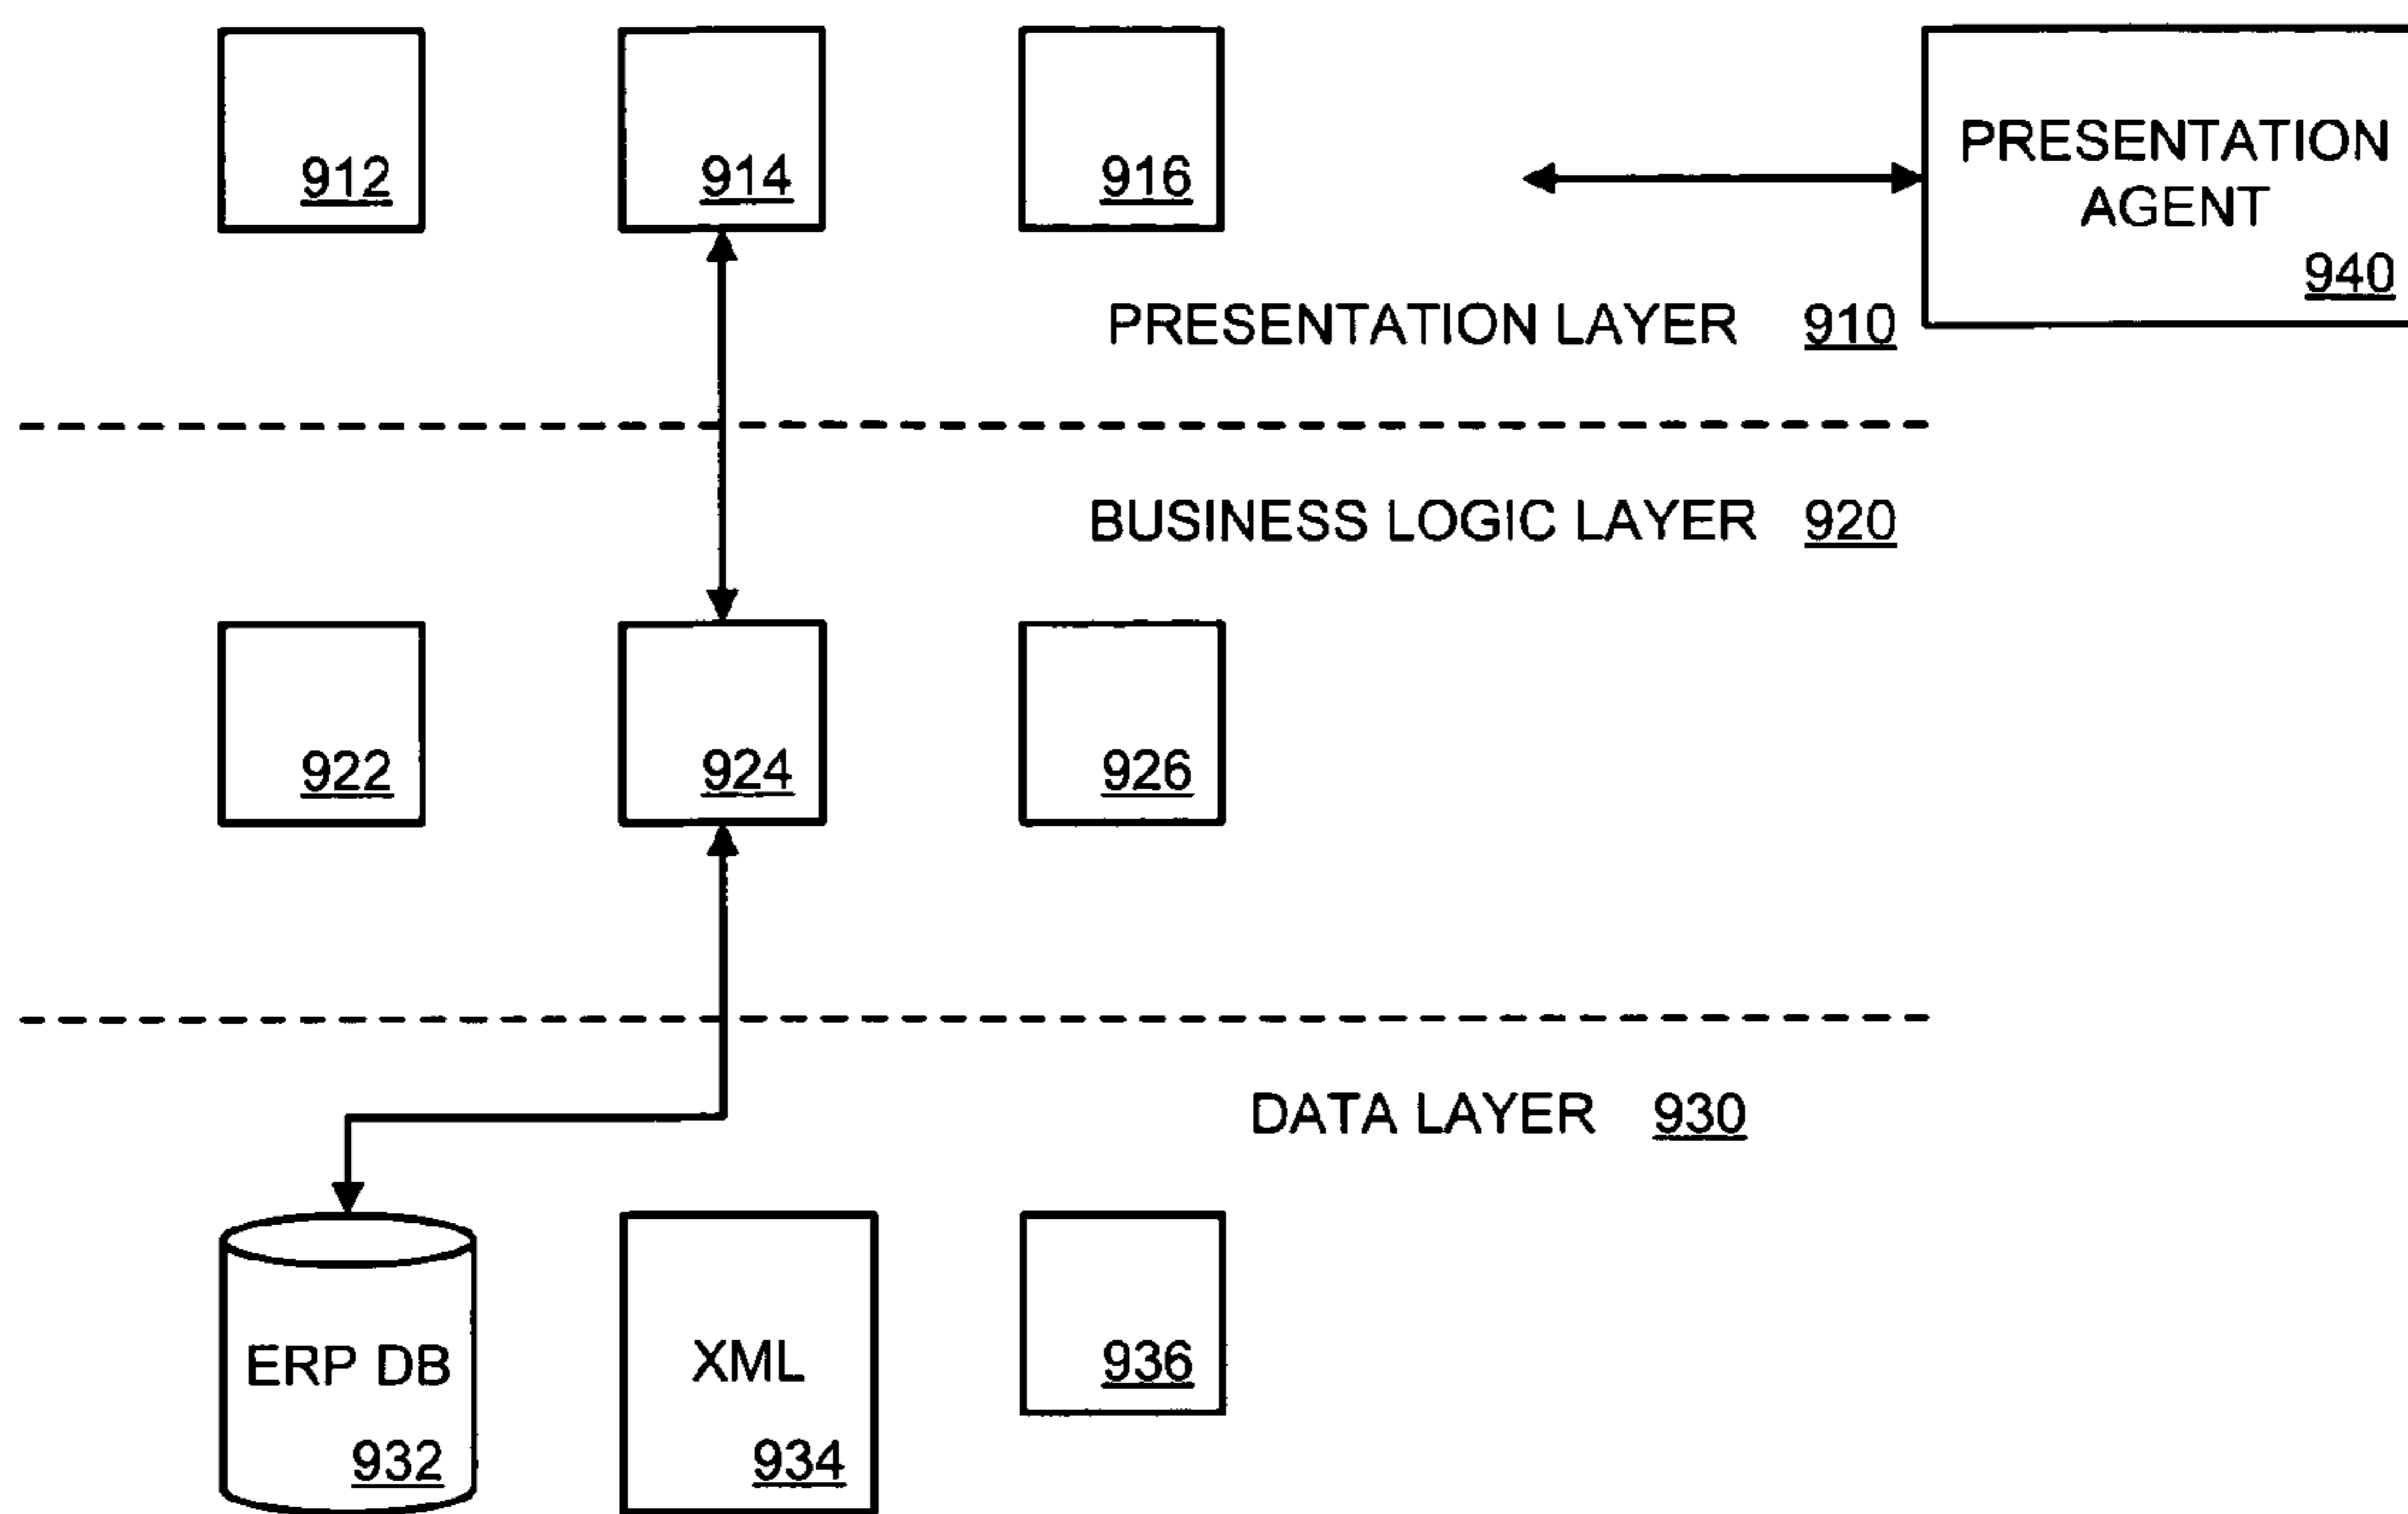 912
914
916
PRESENTATION
AGENT
940
PRESENTATION LAYER 910
BUSINESS LOGIC LAYER 920
922
924
926
DATA LAYER 930
ERP DB
932
XML
934
936